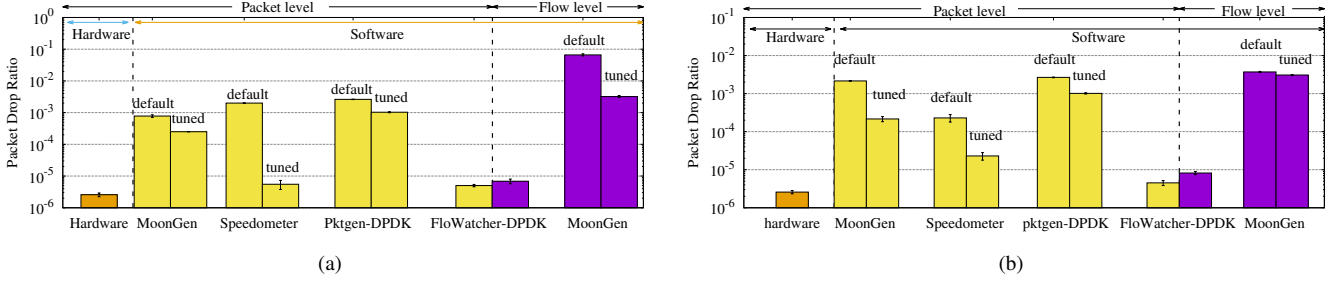 Packet level
Flow level
Hardware
Software
Packet Drop Ratio
10^0
10^-1
10^-2
10^-3
10^-4
10^-5
10^-6
default
tuned
default
tuned
default
tuned
default
tuned
Hardware MoonGen Speedometer Pktgen-DPDK FloWatcher-DPDK MoonGen
(a)
Packet level
Flow level
Hardware
Software
Packet Drop Ratio
10^-1
10^-2
10^-3
10^-4
10^-5
10^-6
default
tuned
default
tuned
default
tuned
default
tuned
hardware MoonGen Speedometer pktgen-DPDK FloWatcher-DPDK MoonGen
(b)